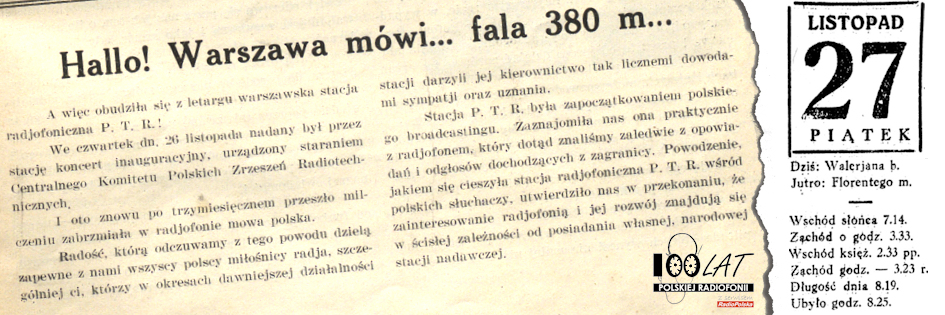 Hallo! Warszawa mówi... fala 380 m...
A więc obudziła się z letargu warszawska stacja
radjofoniczna P. T. R.!
We czwartek dn. 26 listopada nadany był przez
stację koncert inauguracyjny, urządzony staraniem
Centralnego Komitetu Polskich Zrzeszeń Radiotech-
nicznych.
I oto znowu po trzymiesięcznem przeszło mil-
czeniu zabrzmiała w radjofonie mowa polska.
Radość, którą odczuwamy z tego powodu dzielą
zapewne z nami wszyscy polscy miłośnicy radja, szcze-
gólniej ci, którzy w okresach dawniejszej działalności
stacji darzyli jej kierownictwo tak licznemi dowoda-
mi sympatji oraz uznania.
Stacja P. T. R. była zapoczątkowaniem polskie-
go broadcastingu. Zaznajomiła nas ona praktycznie
z radjofonem, który dotąd znaliśmy zaledwie z opowia-
dań i odgłosów dochodzących z zagranicy. Powodzenie,
jakiem się cieszyła stacja radjofoniczna P. T. R. wśród
polskich słuchaczy, utwierdziło nas w przekonaniu, że
zainteresowanie radjofonią i jej rozwój znajdują się
w ścisłej zależności od posiadania własnej, narodowej
stacji nadawczej.
100 LAT
POLSKIEJ RADIOFONII
RadioPolska
LISTOPAD
27
PIĄTEK
Dziś: Walerjana b.
Jutro: Florentego m.
Wschód słońca 7.14.
Zachód o godz. 3.33.
Wschód księż. 2.33 pp.
Zachód godz. — 3.23 r.
Długość dnia 8.19.
Ubyło godz. 8.25.